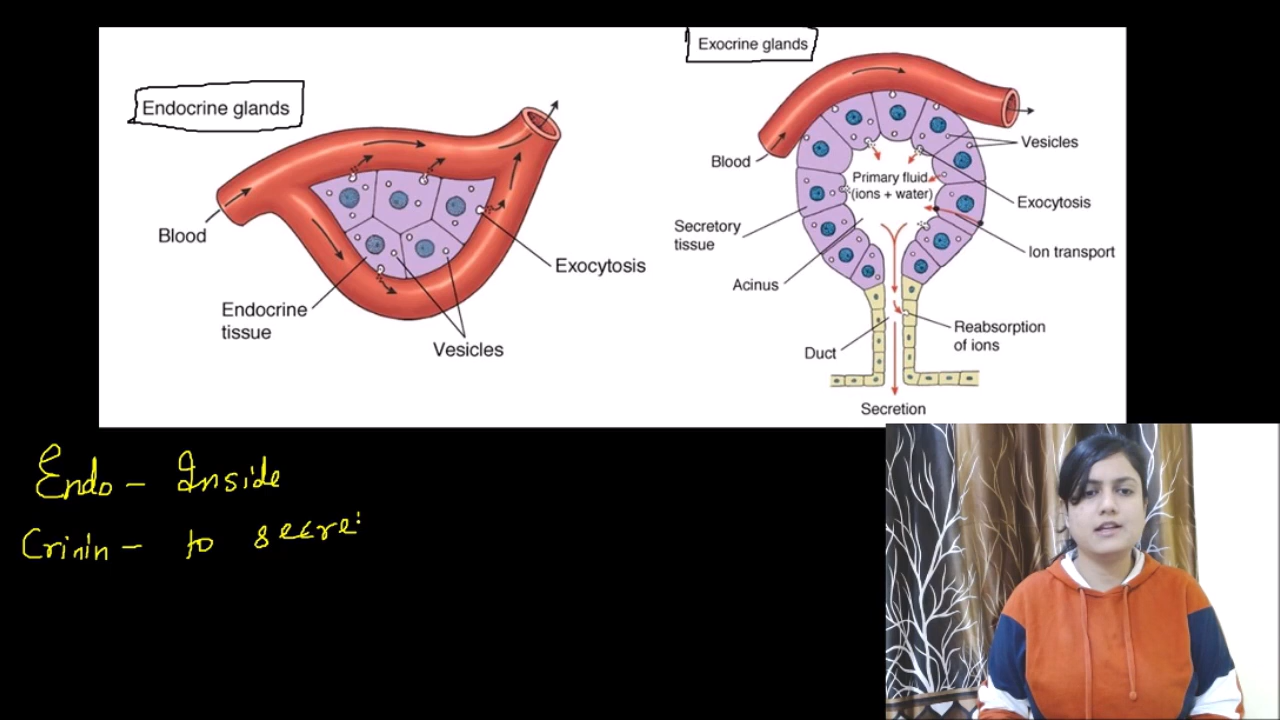 Endocrine glands
Blood
Endocrine
tissue
Vesicles
Exocytosis
Exocrine glands
Blood
Vesicles
Primary fluid
(ions + water)
Exocytosis
Secretory
tissue
Ion transport
Acinus
Reabsorption
of ions
Duct
Secretion
Endo - Inside
Crinin - to